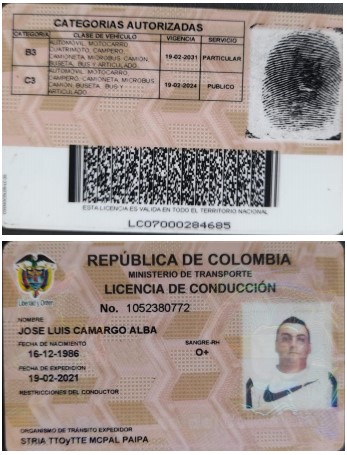 CATEGORIAS AUTORIZADAS
CATEGORIA CLASE DE VEHÍCULO VIGENCIA SERVICIO
B3 AUTOMOVIL, MOTOCARRO, CUATRIMOTO, CAMPERO, CAMIONETA, MICROBUS CAMION, BUSETA, BUS Y ARTICULADO. 19-02-2031 PARTICULAR
C3 AUTOMOVIL, MOTOCARRO, CAMPERO, CAMIONETA, MICROBUS, CAMION, BUSETA, BUS Y ARTICULADO 19-02-2024 PUBLICO
ESTA LICENCIA ES VALIDA EN TODO EL TERRITORIO NACIONAL
LC07000284685
REPÚBLICA DE COLOMBIA
MINISTERIO DE TRANSPORTE
LICENCIA DE CONDUCCIÓN
Libertad y Orden
No. 1052380772
NOMBRE
JOSE LUIS CAMARGO ALBA
FECHA DE NACIMIENTO SANGRE-RH
16-12-1986 O+
FECHA DE EXPEDICION
19-02-2021
RESTRICCIONES DEL CONDUCTOR
ORGANISMO DE TRÁNSITO EXPEDIDOR
STRIA TTOyTTE MCPAL PAIPA